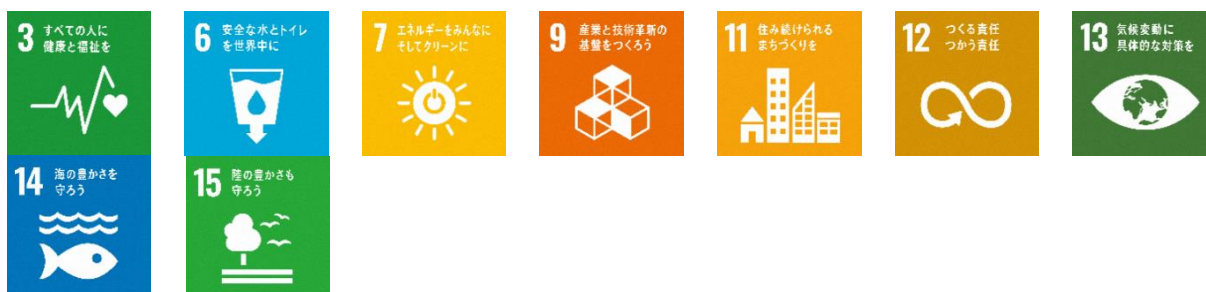 3 すべての人に
健康と福祉を
6 安全な水とトイレ
を世界中に
7 エネルギーをみんなに
そしてクリーンに
9 産業と技術革新の
基盤をつくろう
11 住み続けられる
まちづくりを
12 つくる責任
つかう責任
13 気候変動に
具体的な対策を
14 海の豊かさを
守ろう
15 陸の豊かさも
守ろう